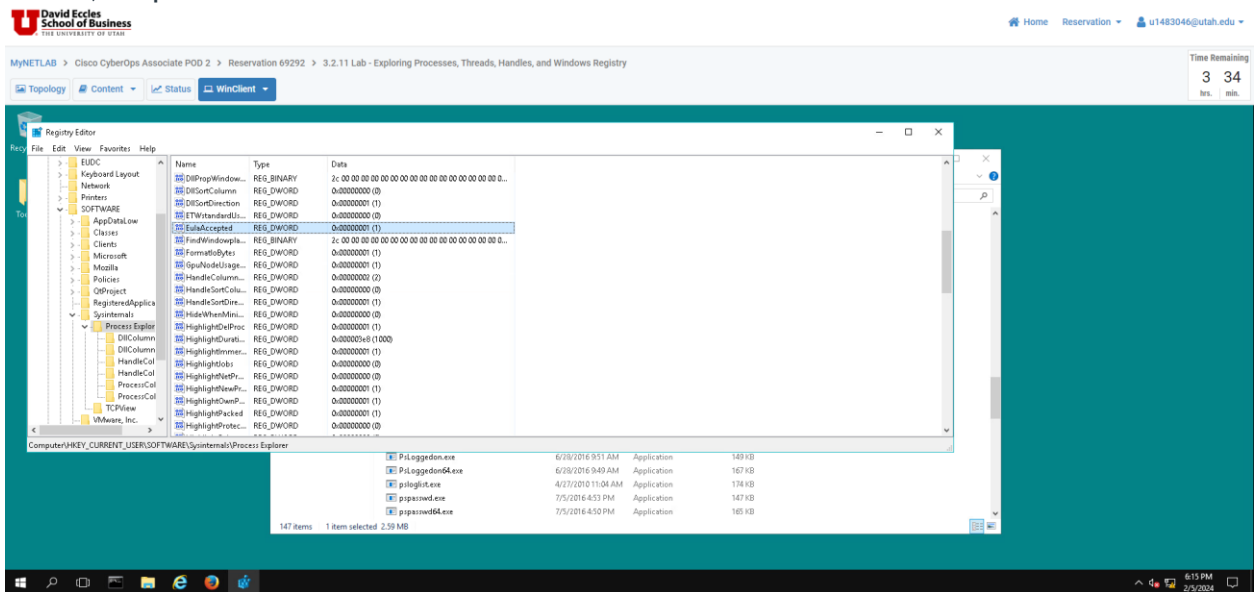 David Eccles
School of Business
THE UNIVERSITY OF UTAH
Home Reservation u1483046@utah.edu
MyNETLAB > Cisco CyberOps Associate POD 2 > Reservation 69292 > 3.2.11 Lab - Exploring Processes, Threads, Handles, and Windows Registry
Time Remaining
3 34
hrs. min.
Topology Content Status WinClient
Registry Editor
File Edit View Favorites Help
EUDC
Keyboard Layout
Network
Printers
SOFTWARE
AppDataLow
Classes
Clients
Microsoft
Mozilla
Policies
QtProject
RegisteredApplica
Sysinternals
Process Explor
DllColumn
DllColumn
HandleCol
HandleCol
ProcessCol
ProcessCol
TCPView
VMware, Inc.
Name Type Data
DllPropWindow... REG_BINARY 2c 00 00 00 00 00 00 00 00 00 00 00 00 00 00 00 0...
DllSortColumn REG_DWORD 0x00000000 (0)
DllSortDirection REG_DWORD 0x00000001 (1)
ETWstandardUs... REG_DWORD 0x00000000 (0)
EulaAccepted REG_DWORD 0x00000001 (1)
FindWindowpla... REG_BINARY 2c 00 00 00 00 00 00 00 00 00 00 00 00 00 00 00 0...
FormatIoBytes REG_DWORD 0x00000001 (1)
GpuNodeUsage... REG_DWORD 0x00000001 (1)
HandleColumn... REG_DWORD 0x00000002 (2)
HandleSortColu... REG_DWORD 0x00000000 (0)
HandleSortDire... REG_DWORD 0x00000001 (1)
HideWhenMini... REG_DWORD 0x00000000 (0)
HighlightDelProc REG_DWORD 0x00000001 (1)
HighlightDurati... REG_DWORD 0x000003e8 (1000)
HighlightImmer... REG_DWORD 0x00000001 (1)
HighlightJobs REG_DWORD 0x00000000 (0)
HighlightNetPr... REG_DWORD 0x00000000 (0)
HighlightNewPr... REG_DWORD 0x00000001 (1)
HighlightOwnP... REG_DWORD 0x00000001 (1)
HighlightPacked REG_DWORD 0x00000001 (1)
HighlightProtec... REG_DWORD 0x00000000 (0)
Computer\HKEY_CURRENT_USER\SOFTWARE\Sysinternals\Process Explorer
PsLoggedon.exe 6/28/2016 9:51 AM Application 149 KB
PsLoggedon64.exe 6/28/2016 9:49 AM Application 167 KB
psloglist.exe 4/27/2010 11:04 AM Application 174 KB
pspasswd.exe 7/5/2016 4:53 PM Application 147 KB
pspasswd64.exe 7/5/2016 4:50 PM Application 165 KB
147 items 1 item selected 2.59 MB
6:15 PM
2/5/2024